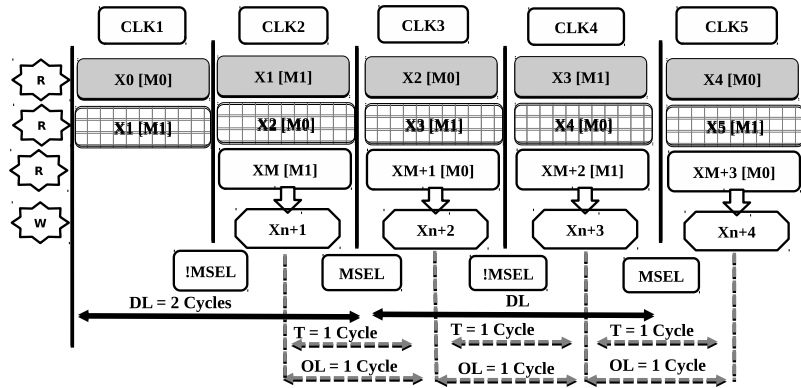 CLK1 CLK2 CLK3 CLK4 CLK5
R X0 [M0] X1 [M1] X2 [M0] X3 [M1] X4 [M0]
R X1 [M1] X2 [M0] X3 [M1] X4 [M0] X5 [M1]
R XM [M1] XM+1 [M0] XM+2 [M1] XM+3 [M0]
W Xn+1 Xn+2 Xn+3 Xn+4
!MSEL MSEL !MSEL MSEL
DL = 2 Cycles DL
T = 1 Cycle T = 1 Cycle T = 1 Cycle
OL = 1 Cycle OL = 1 Cycle OL = 1 Cycle